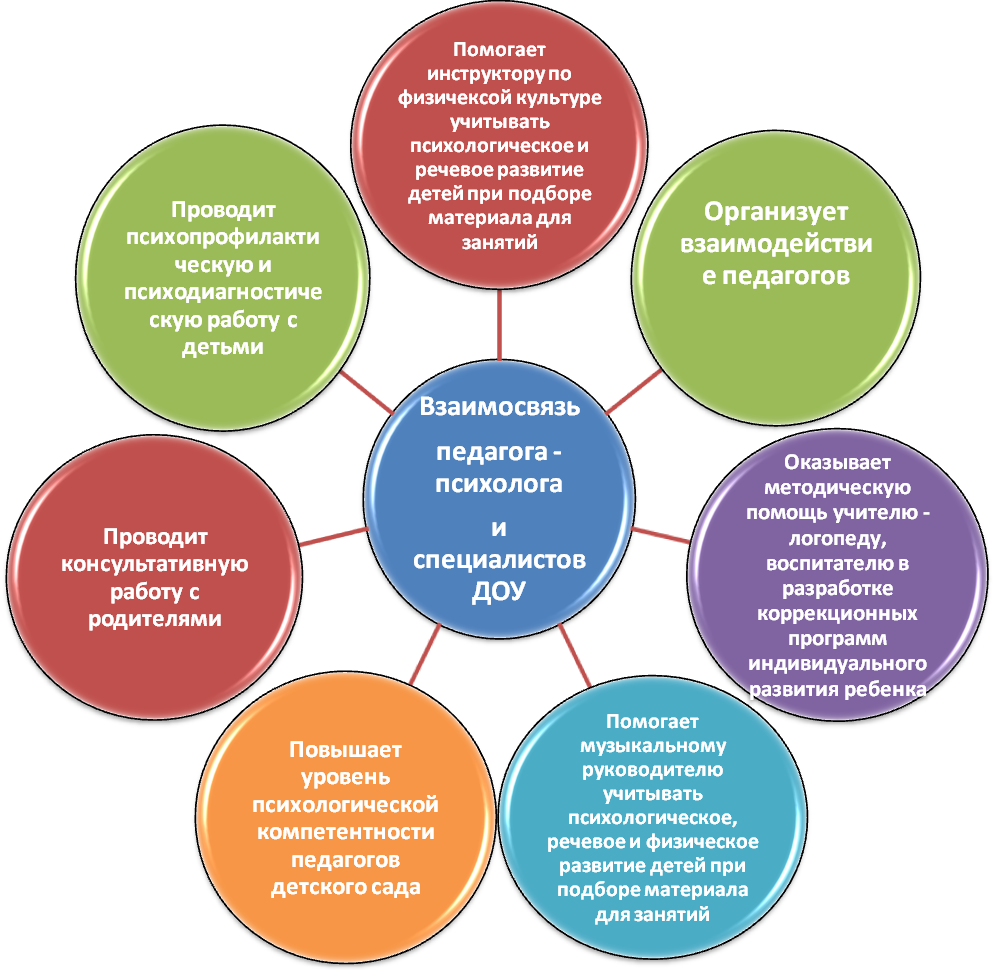 Помогает
инструктору по
физичексой культуре
учитывать
психологическое и
речевое развитие
детей при подборе
материала для
занятий
Организует
взаимодействи
е педагогов
Оказывает
методическую
помощь учителю -
логопеду,
воспитателю в
разработке
коррекционных
программ
индивидуального
развития ребенка
Помогает
музыкальному
руководителю
учитывать
психологическое,
речевое и физическое
развитие детей при
подборе материала
для занятий
Повышает
уровень
психологической
компетентности
педагогов
детского сада
Проводит
консультативную
работу с
родителями
Проводит
психопрофилакти
ческую и
психодиагностиче
скую работу с
детьми
Взаимосвязь
педагога -
психолога
и
специалистов
ДОУ